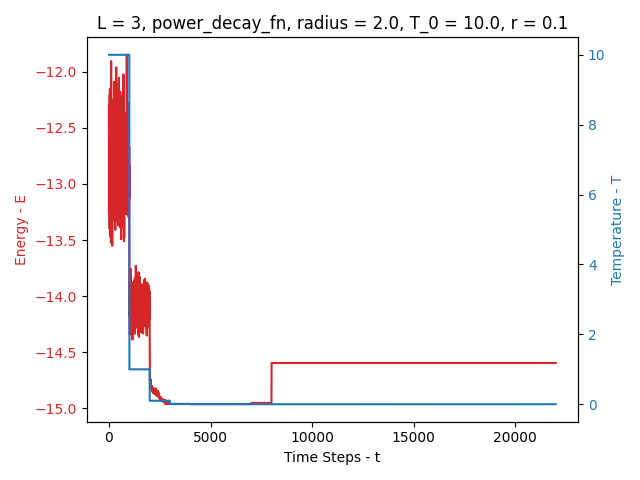 L = 3, power_decay_fn, radius = 2.0, T_0 = 10.0, r = 0.1
−12.0
−12.5
−13.0
−13.5
−14.0
−14.5
−15.0
Energy - E
10
8
6
4
2
0
Temperature - T
0 5000 10000 15000 20000
Time Steps - t